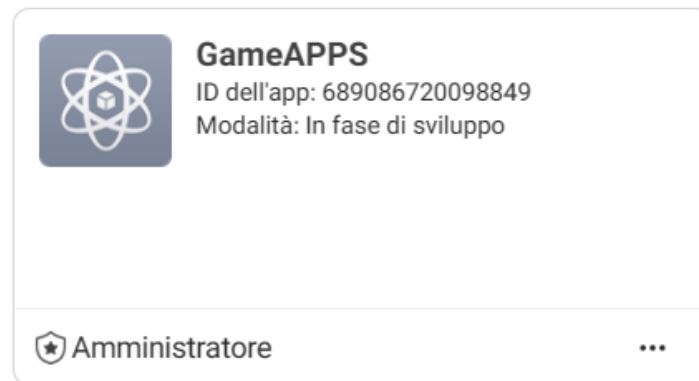 GameAPPS
ID dell'app: 689086720098849
Modalità: In fase di sviluppo
Amministratore